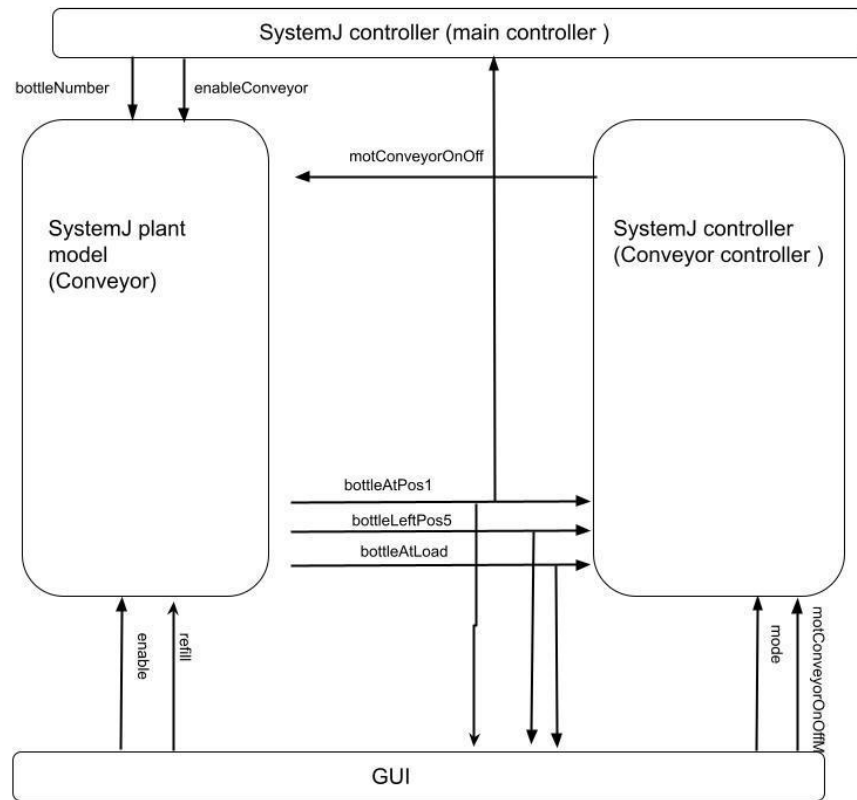 SystemJ controller (main controller )
bottleNumber
enableConveyor
motConveyorOnOff
SystemJ plant
model
(Conveyor)
SystemJ controller
(Conveyor controller )
bottleAtPos1
bottleLeftPos5
bottleAtLoad
enable
refill
mode
motConveyorOnOffM
GUI